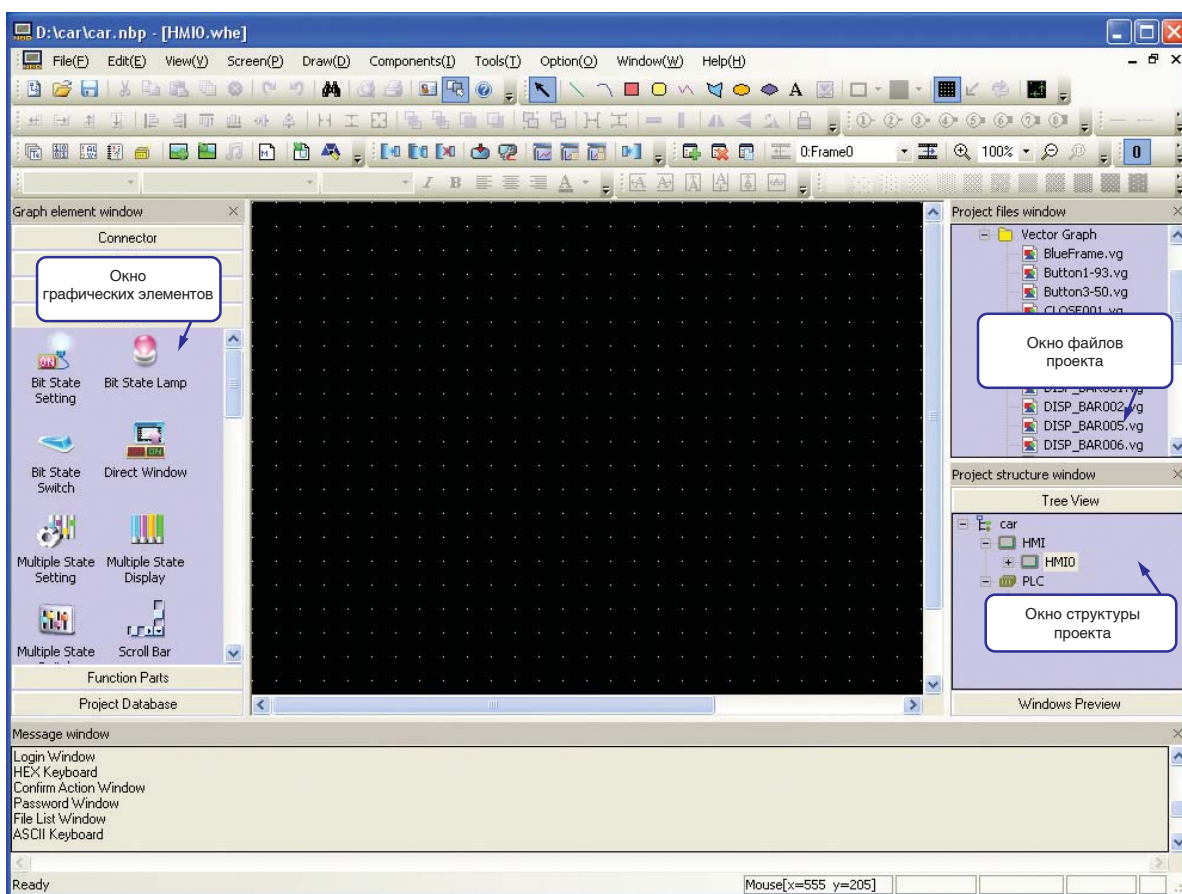 D:\car\car.nbp - [HMI0.whe]
File(F) Edit(E) View(V) Screen(P) Draw(D) Components(I) Tools(T) Option(O) Window(W) Help(H)
0:Frame0
100%
0
Graph element window
Connector
Окно
графических элементов
Bit State
Setting
Bit State Lamp
Bit State
Switch
Direct Window
Multiple State
Setting
Multiple State
Display
Multiple State
Scroll Bar
Function Parts
Project Database
Project files window
Vector Graph
BlueFrame.vg
Button1-93.vg
Button3-50.vg
CLOSE001.vg
Окно файлов
проекта
DISP_BAR001.vg
DISP_BAR002.vg
DISP_BAR005.vg
DISP_BAR006.vg
Project structure window
Tree View
car
HMI
HMI0
PLC
Окно структуры
проекта
Windows Preview
Message window
Login Window
HEX Keyboard
Confirm Action Window
Password Window
File List Window
ASCII Keyboard
Ready
Mouse[x=555 y=205]